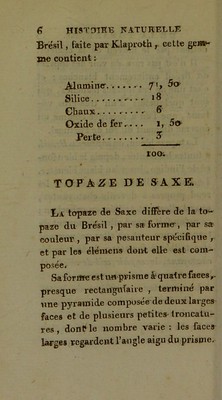 6 HISTOIRE NATURELLE
Brésil, faite par Klaproth, cette gem-
me contient :
Alumine....... 71, 50
Silice.......... 18
Chaux......... 6
Oxide de fer.... 1, 50
Perte........ 3
100.
TOPAZE DE SAXE.
LA topaze de Saxe diffère de la to-
paze du Brésil, par sa forme, par sa
couleur, par sa pesanteur spécifique,
et par les élémens dont elle est com-
posée.
Sa forme est un prisme à quatre faces,
presque rectangulaire, terminé par
une pyramide composée de deux larges
faces et de plusieurs petites troncatu-
res, dont le nombre varie : les faces
larges regardent l'angle aigu du prisme.